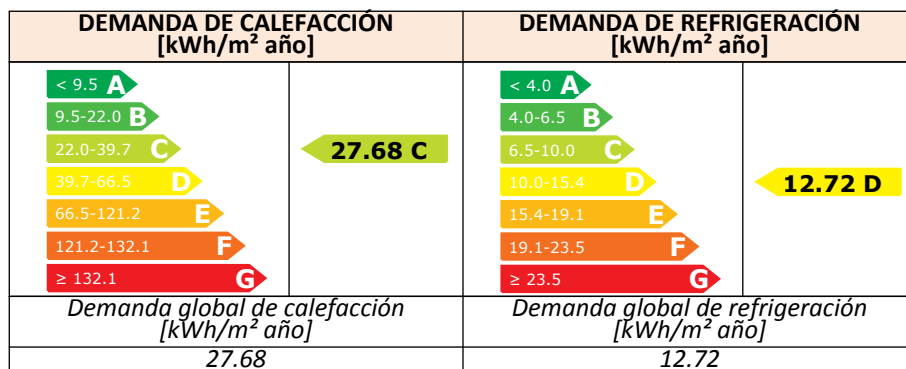 DEMANDA DE CALEFACCIÓN
[kWh/m² año]
< 9.5 A
9.5-22.0 B
22.0-39.7 C
39.7-66.5 D
66.5-121.2 E
121.2-132.1 F
≥ 132.1 G
27.68 C
Demanda global de calefacción
[kWh/m² año]
27.68
DEMANDA DE REFRIGERACIÓN
[kWh/m² año]
< 4.0 A
4.0-6.5 B
6.5-10.0 C
10.0-15.4 D
15.4-19.1 E
19.1-23.5 F
≥ 23.5 G
12.72 D
Demanda global de refrigeración
[kWh/m² año]
12.72